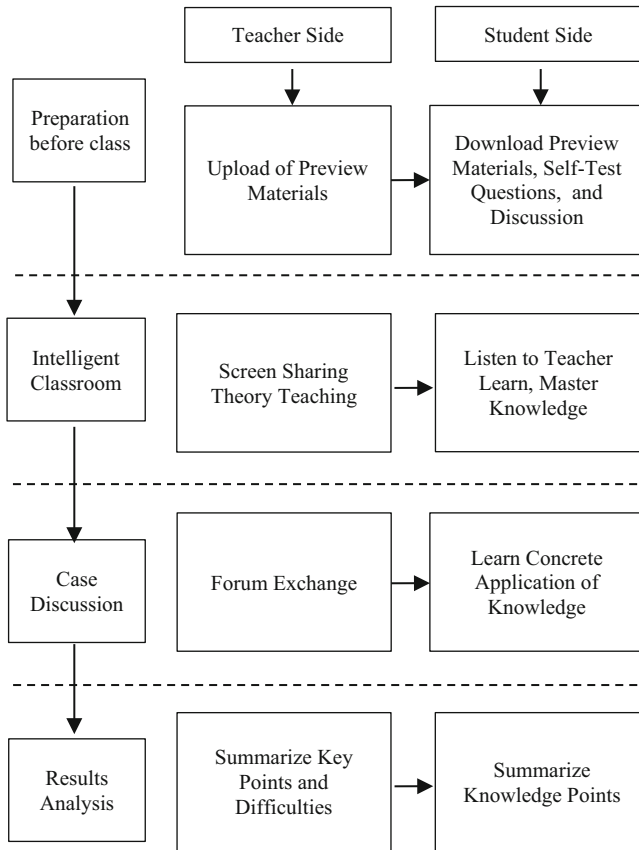 Teacher Side
Student Side
Preparation
before class
Upload of Preview
Materials
Download Preview
Materials, Self-Test
Questions, and
Discussion
Intelligent
Classroom
Screen Sharing
Theory Teaching
Listen to Teacher
Learn, Master
Knowledge
Case
Discussion
Forum Exchange
Learn Concrete
Application of
Knowledge
Results
Analysis
Summarize Key
Points and
Difficulties
Summarize
Knowledge Points